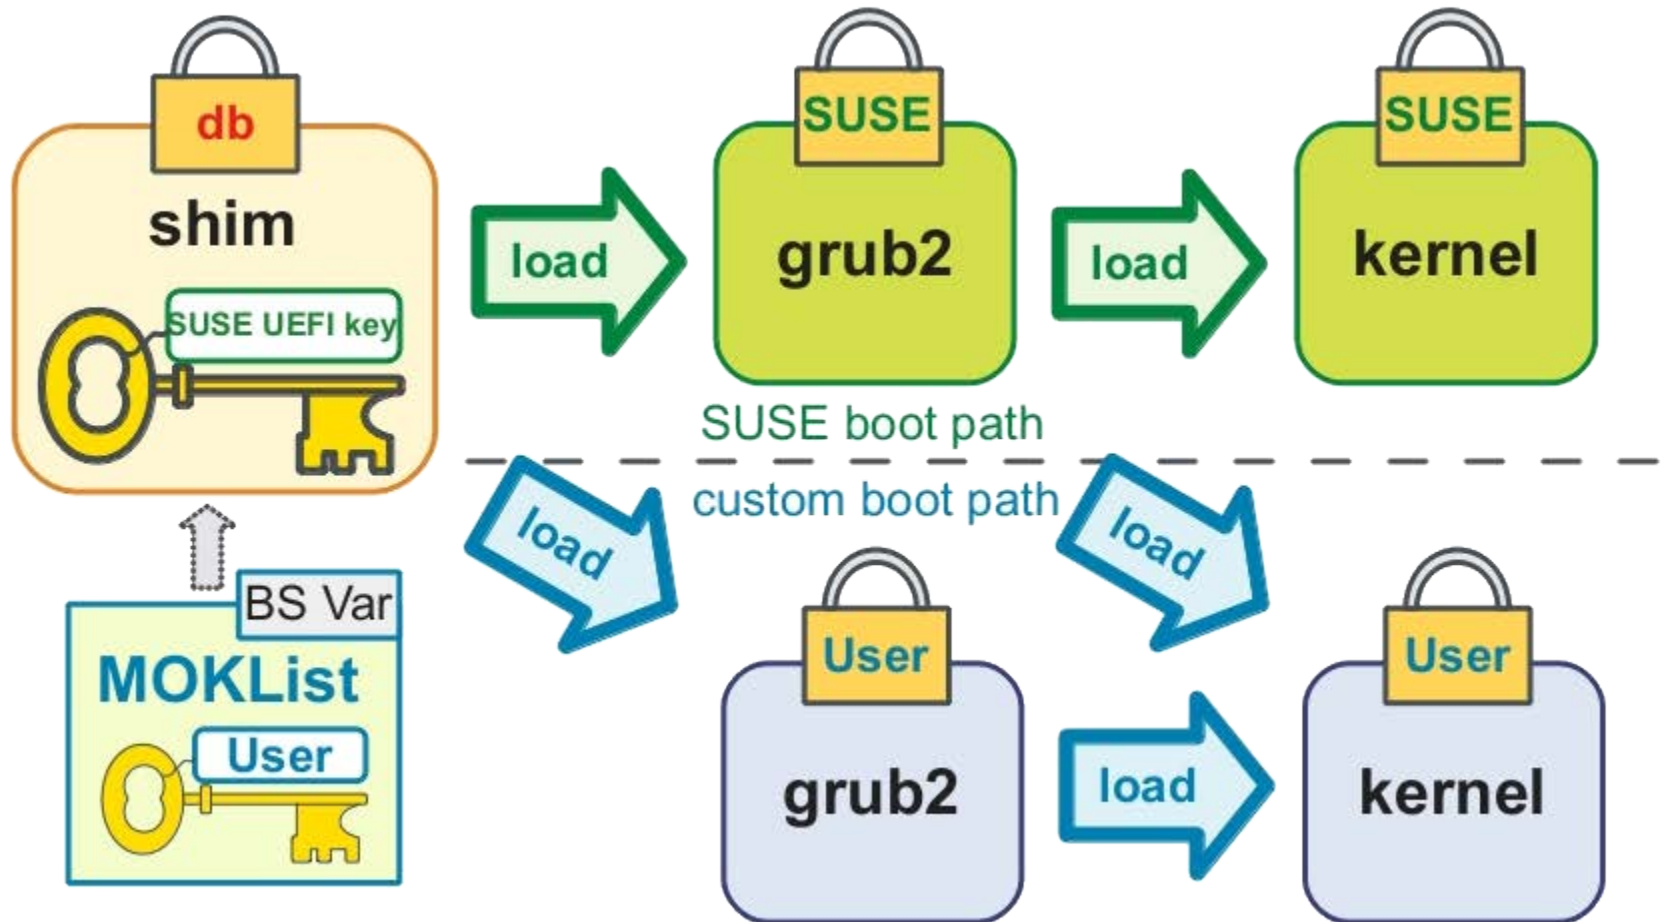 db
shim
SUSE UEFI key
load
SUSE
grub2
load
SUSE
kernel
SUSE boot path
custom boot path
BS Var
MOKList
User
load
User
grub2
load
load
User
kernel